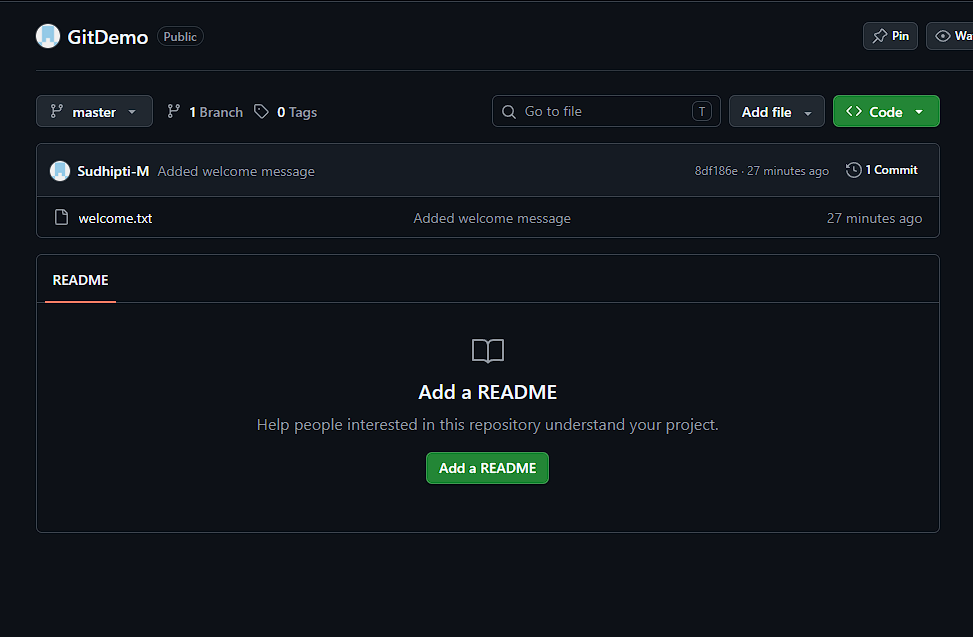 GitDemo Public Pin
master 1 Branch 0 Tags Go to file T Add file Code
Sudhipti-M Added welcome message 8df186e · 27 minutes ago 1 Commit
welcome.txt Added welcome message 27 minutes ago
README
Add a README
Help people interested in this repository understand your project.
Add a README